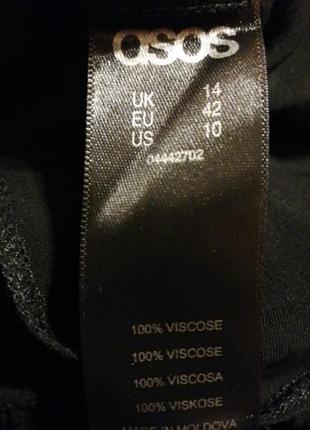 asos
UK 14
EU 42
US 10
04442702
100% VISCOSE
100% VISCOSE
100% VISCOSA
100% VISKOSE
MADE IN MOLDOVA